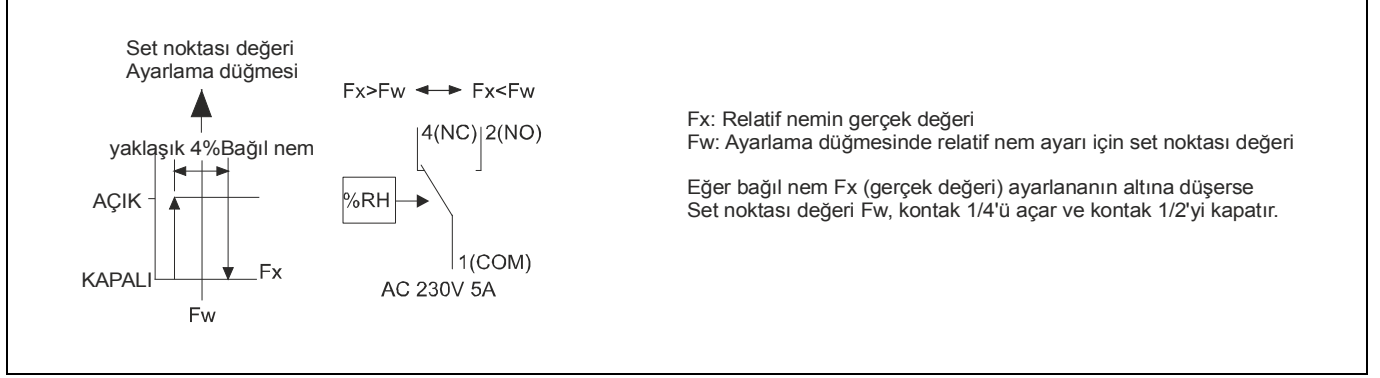 Set noktası değeri
Ayarlama düğmesi
yaklaşık 4%Bağıl nem
AÇIK
KAPALI
Fx
Fw
Fx>Fw Fx<Fw
4(NC) 2(NO)
%RH
1(COM)
AC 230V 5A
Fx: Relatif nemin gerçek değeri
Fw: Ayarlama düğmesinde relatif nem ayarı için set noktası değeri
Eğer bağıl nem Fx (gerçek değeri) ayarlananın altına düşerse
Set noktası değeri Fw, kontak 1/4'ü açar ve kontak 1/2'yi kapatır.